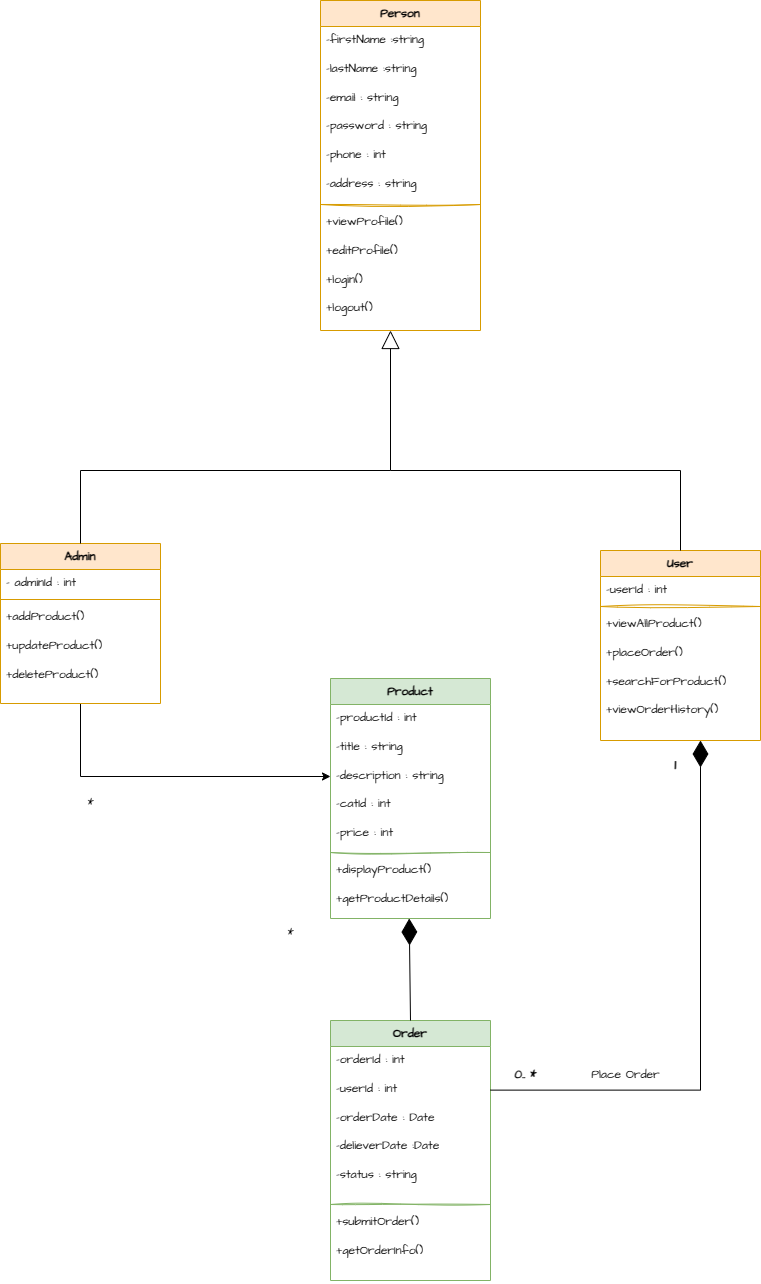 Person
-firstName :string
-lastName :string
-email : string
-password : string
-phone : int
-address : string
+viewProfile()
+editProfile()
+login()
+logout()
Admin
- adminId : int
+addProduct()
+updateProduct()
+deleteProduct()
User
-userId : int
+viewAllProduct()
+placeOrder()
+searchForProduct()
+viewOrderHistory()
1
*
Product
-productId : int
-title : string
-description : string
-catId : int
-price : int
+displayProduct()
+getProductDetails()
*
Order
-orderId : int
-userId : int
-orderDate : Date
-delieverDate :Date
-status : string
+submitOrder()
+getOrderInfo()
0..*
Place Order